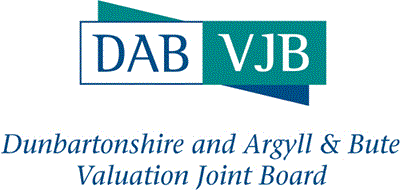 DAB VJB
Dunbartonshire and Argyll & Bute
Valuation Joint Board